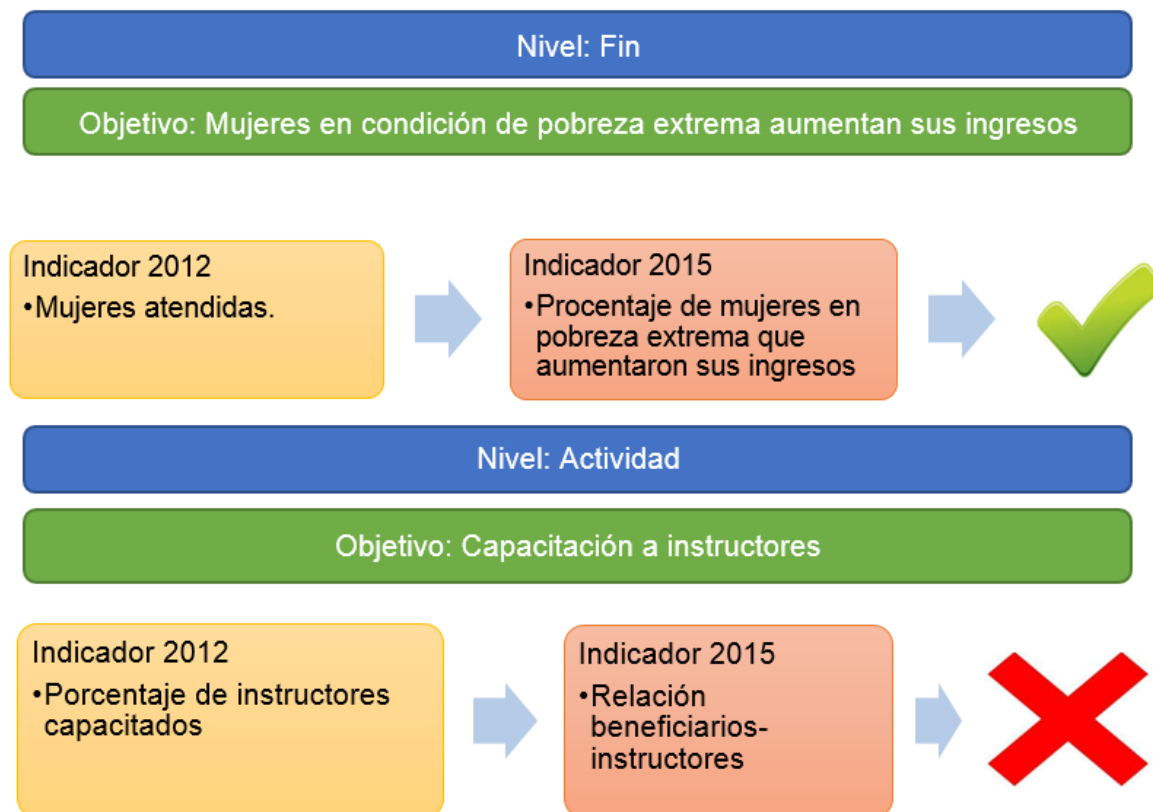 Nivel: Fin
Objetivo: Mujeres en condición de pobreza extrema aumentan sus ingresos
Indicador 2012
•Mujeres atendidas.
Indicador 2015
•Procentaje de mujeres en
pobreza extrema que
aumentaron sus ingresos
Nivel: Actividad
Objetivo: Capacitación a instructores
Indicador 2012
•Porcentaje de instructores
capacitados
Indicador 2015
•Relación
beneficiarios-
instructores